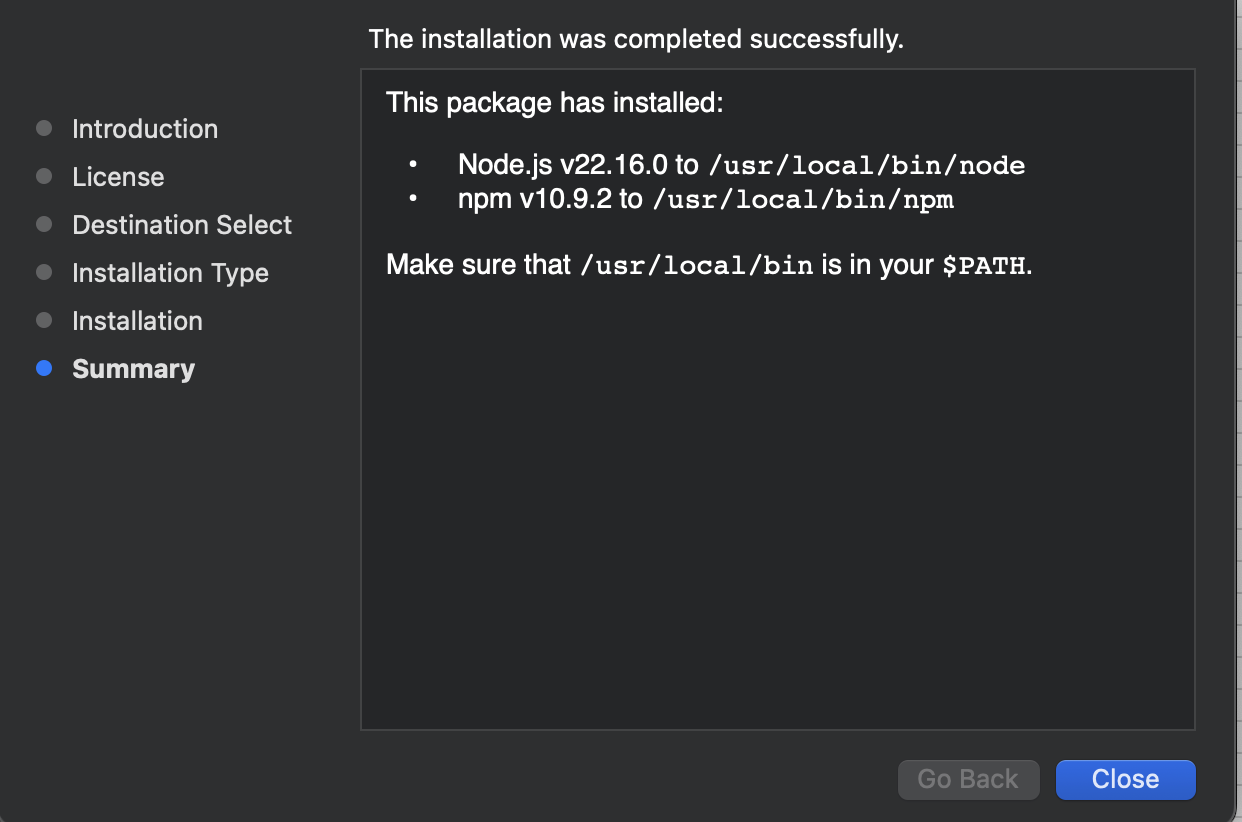 The installation was completed successfully.
Introduction
License
Destination Select
Installation Type
Installation
Summary
This package has installed:
• Node.js v22.16.0 to /usr/local/bin/node
• npm v10.9.2 to /usr/local/bin/npm
Make sure that /usr/local/bin is in your $PATH.
Go Back
Close